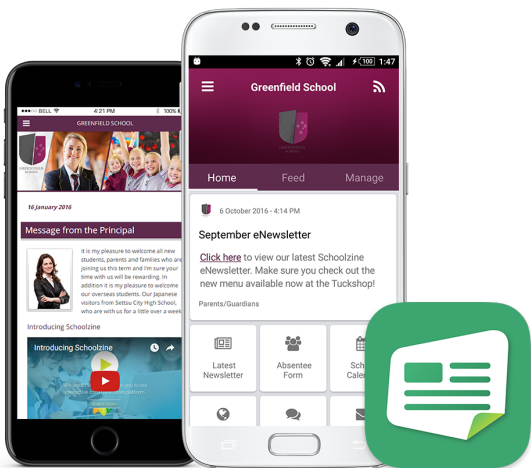 BELL
4:21 PM
100%
GREENFIELD SCHOOL
16 January 2016
Message from the Principal
It is my pleasure to welcome all new
students, parents and families who are
joining us this term and I'm sure your
time with us will be rewarding. In
addition it is my pleasure to welcome
our overseas students. Our Japanese
visitors from Settsu City High School,
who are with us for a little over a week
Introducing Schoolzine
Introducing Schoolzine
100
1:47
Greenfield School
GREENFIELD
SCHOOL
Home
Feed
Manage
6 October 2016 - 4:14 PM
September eNewsletter
Click here to view our latest Schoolzine
eNewsletter. Make sure you check out the
new menu available now at the Tuckshop!
Parents/Guardians
Latest
Newsletter
Absentee
Form
Scho
Calen